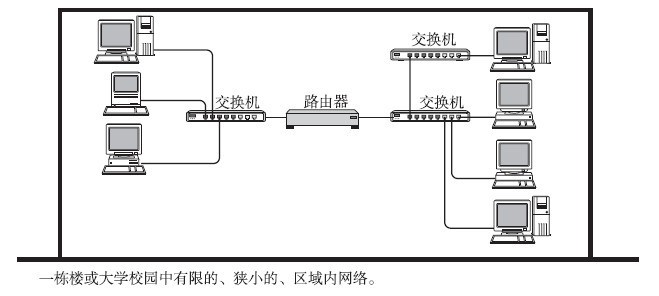 交换机
交换机
路由器
交换机
一栋楼或大学校园中有限的、狭小的、区域内网络。